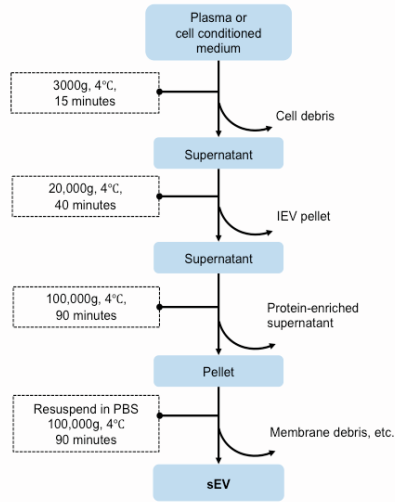 Plasma or
cell conditioned
medium
3000g, 4℃,
15 minutes
Cell debris
Supernatant
20,000g, 4℃,
40 minutes
IEV pellet
Supernatant
100,000g, 4℃,
90 minutes
Protein-enriched
supernatant
Pellet
Resuspend in PBS
100,000g, 4℃
90 minutes
Membrane debris, etc.
sEV